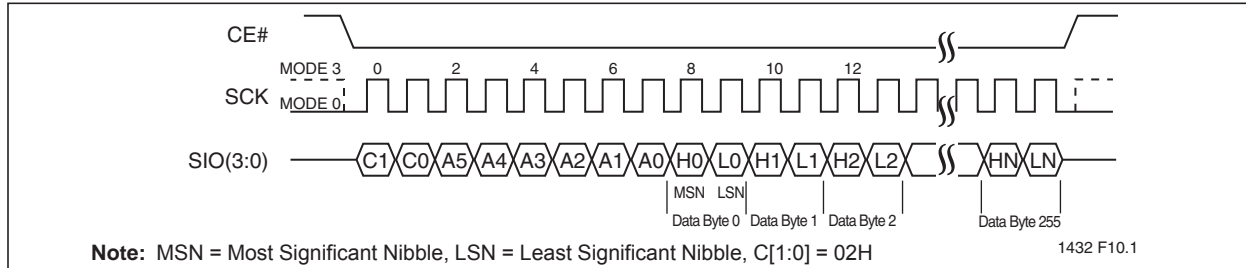 CE#
MODE 3 0 2 4 6 8 10 12
SCK
MODE 0
SIO(3:0) C1 C0 A5 A4 A3 A2 A1 A0 H0 L0 H1 L1 H2 L2 HN LN
MSN LSN
Data Byte 0 Data Byte 1 Data Byte 2 Data Byte 255
Note: MSN = Most Significant Nibble, LSN = Least Significant Nibble, C[1:0] = 02H
1432 F10.1